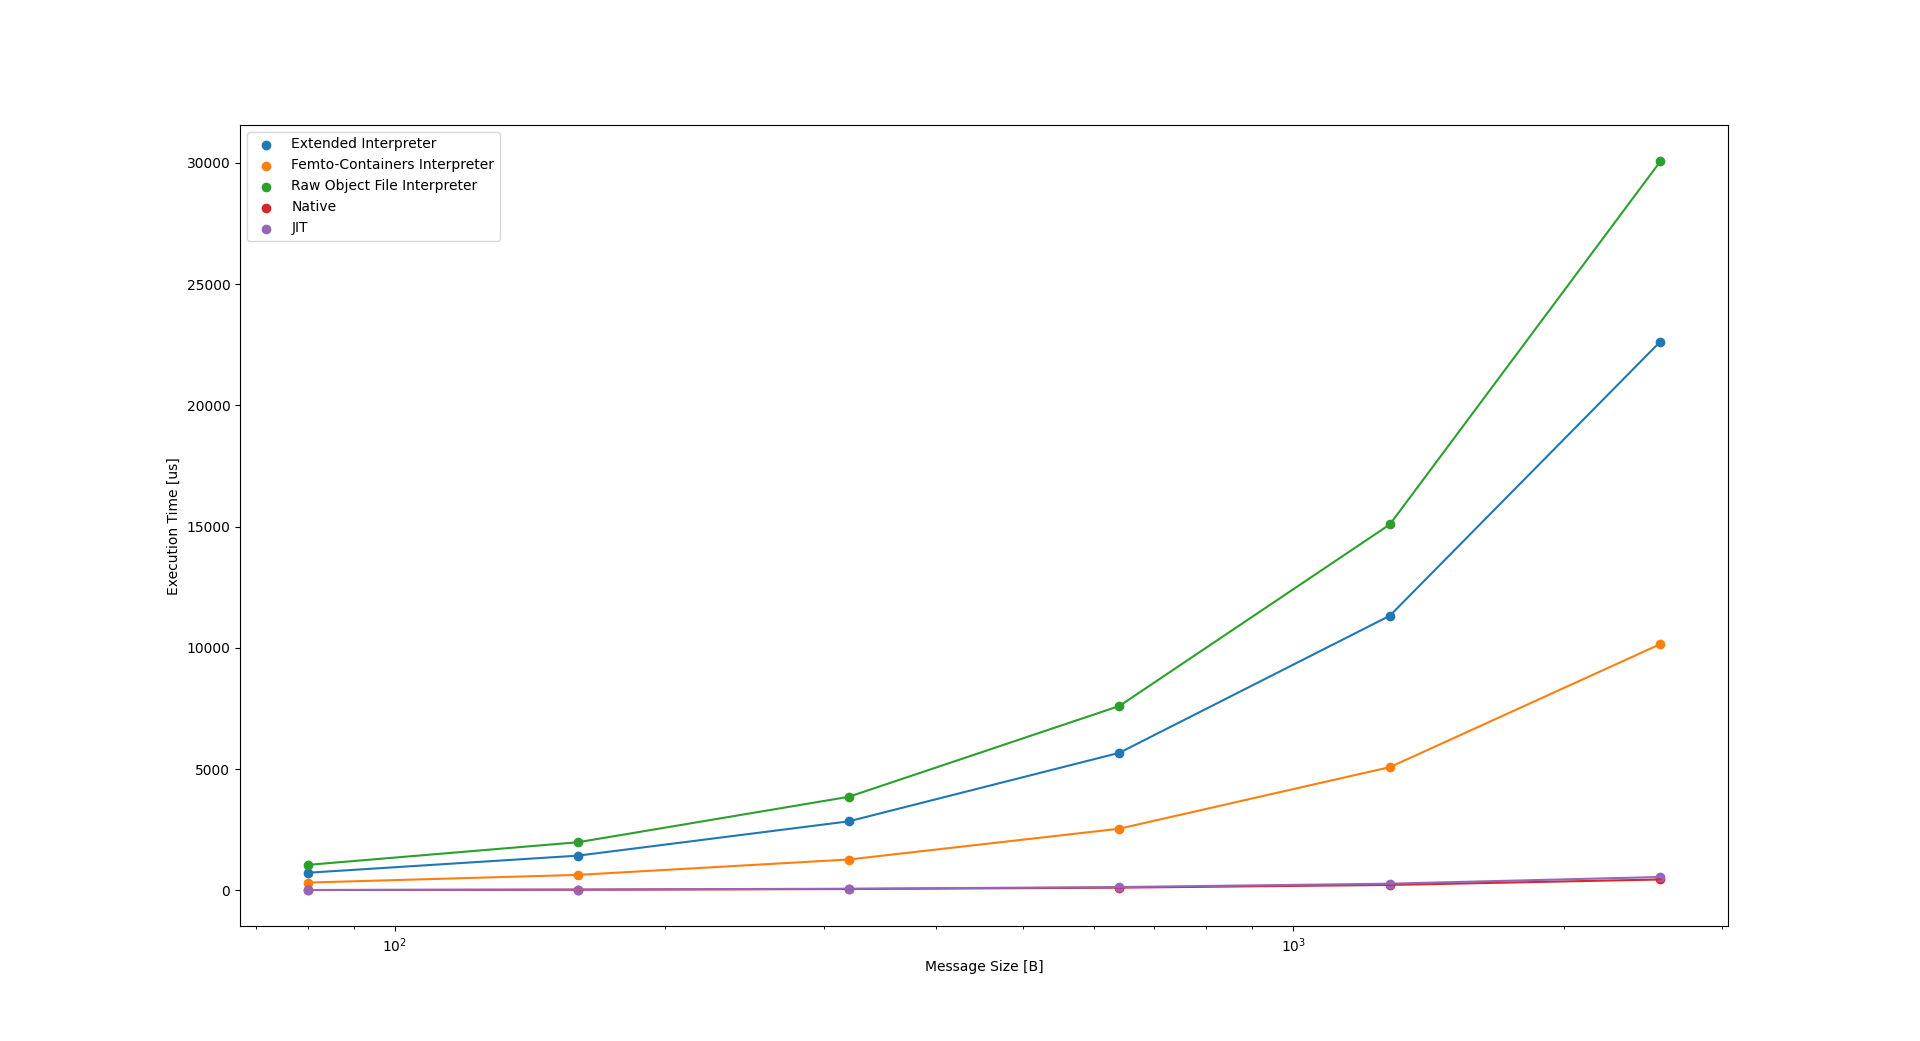 Extended Interpreter
Femto-Containers Interpreter
Raw Object File Interpreter
Native
JIT
30000
25000
20000
15000
10000
5000
0
Execution Time [us]
10²
10³
Message Size [B]